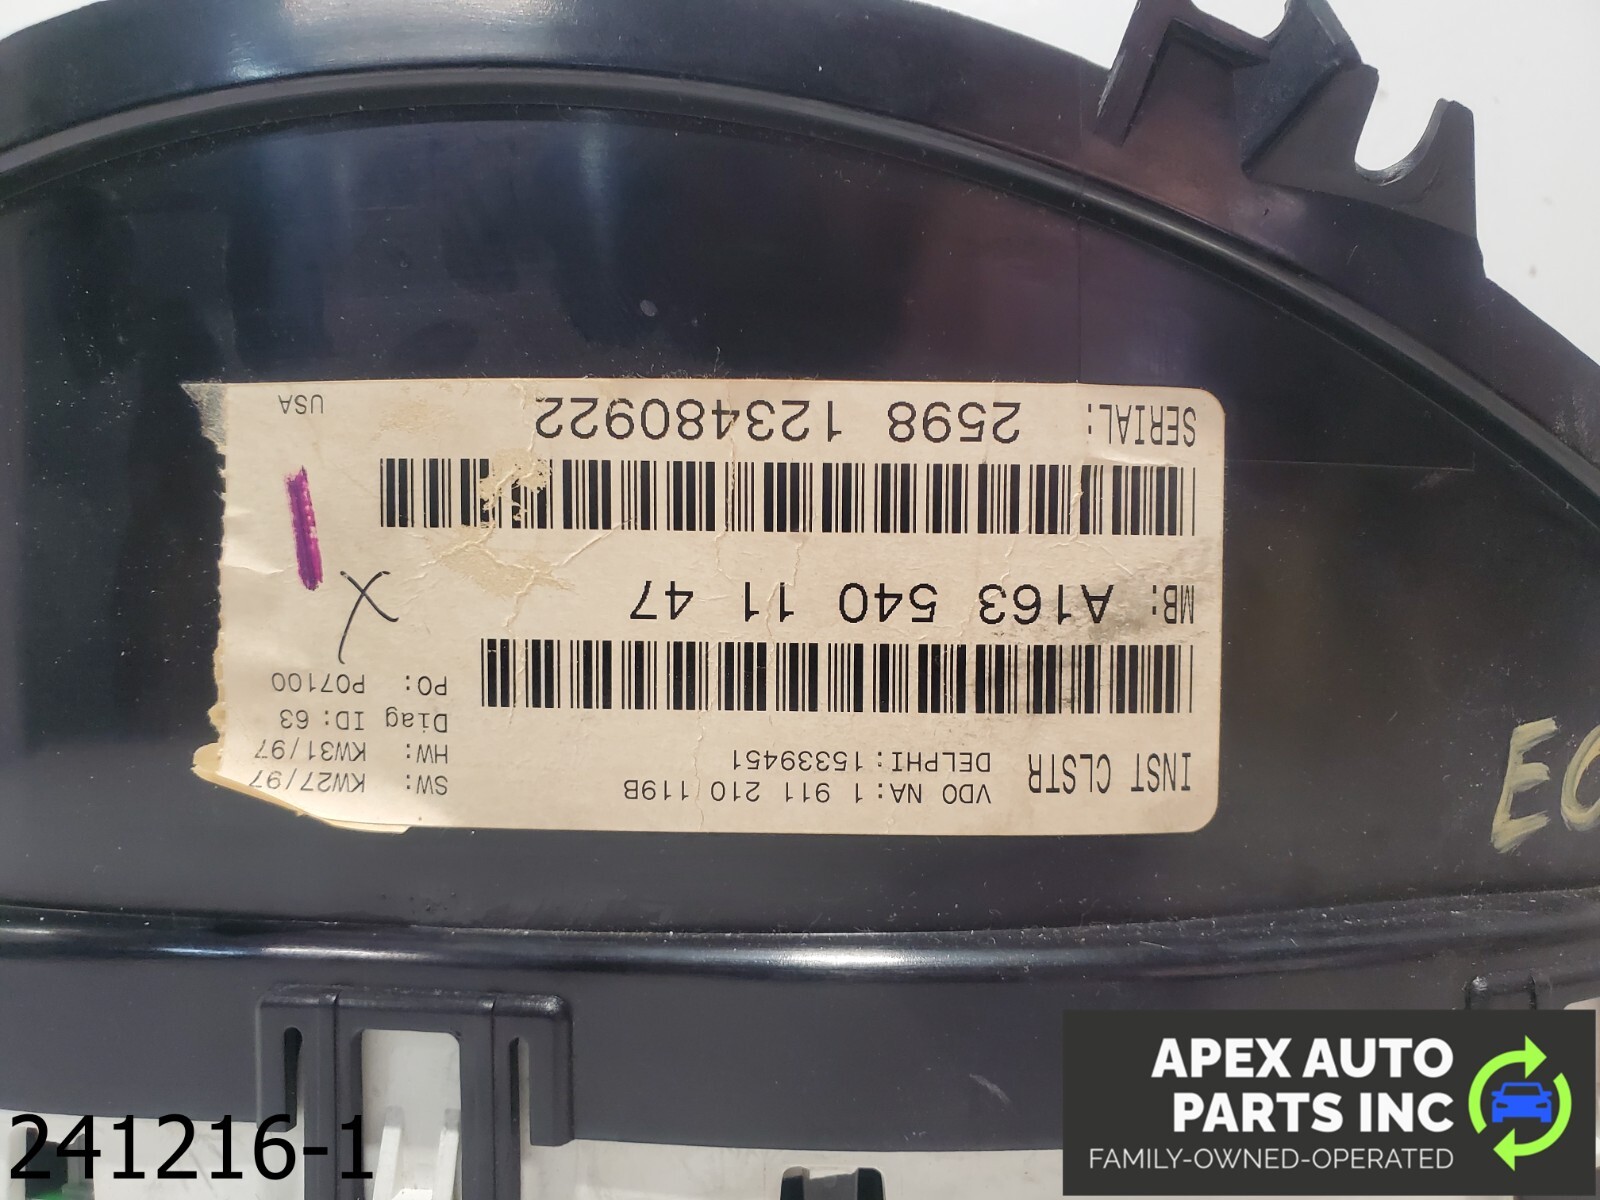 INST CLSTR
VDO NA: 1 911 210 119B
DELPHI: 15339451
SW: KW27/97
HW: KW31/97
Diag ID: 63
PO: P07100
MB: A163 540 11 47
X
SERIAL: 2598 123480922
USA
241216-1
APEX AUTO
PARTS INC
FAMILY-OWNED-OPERATED